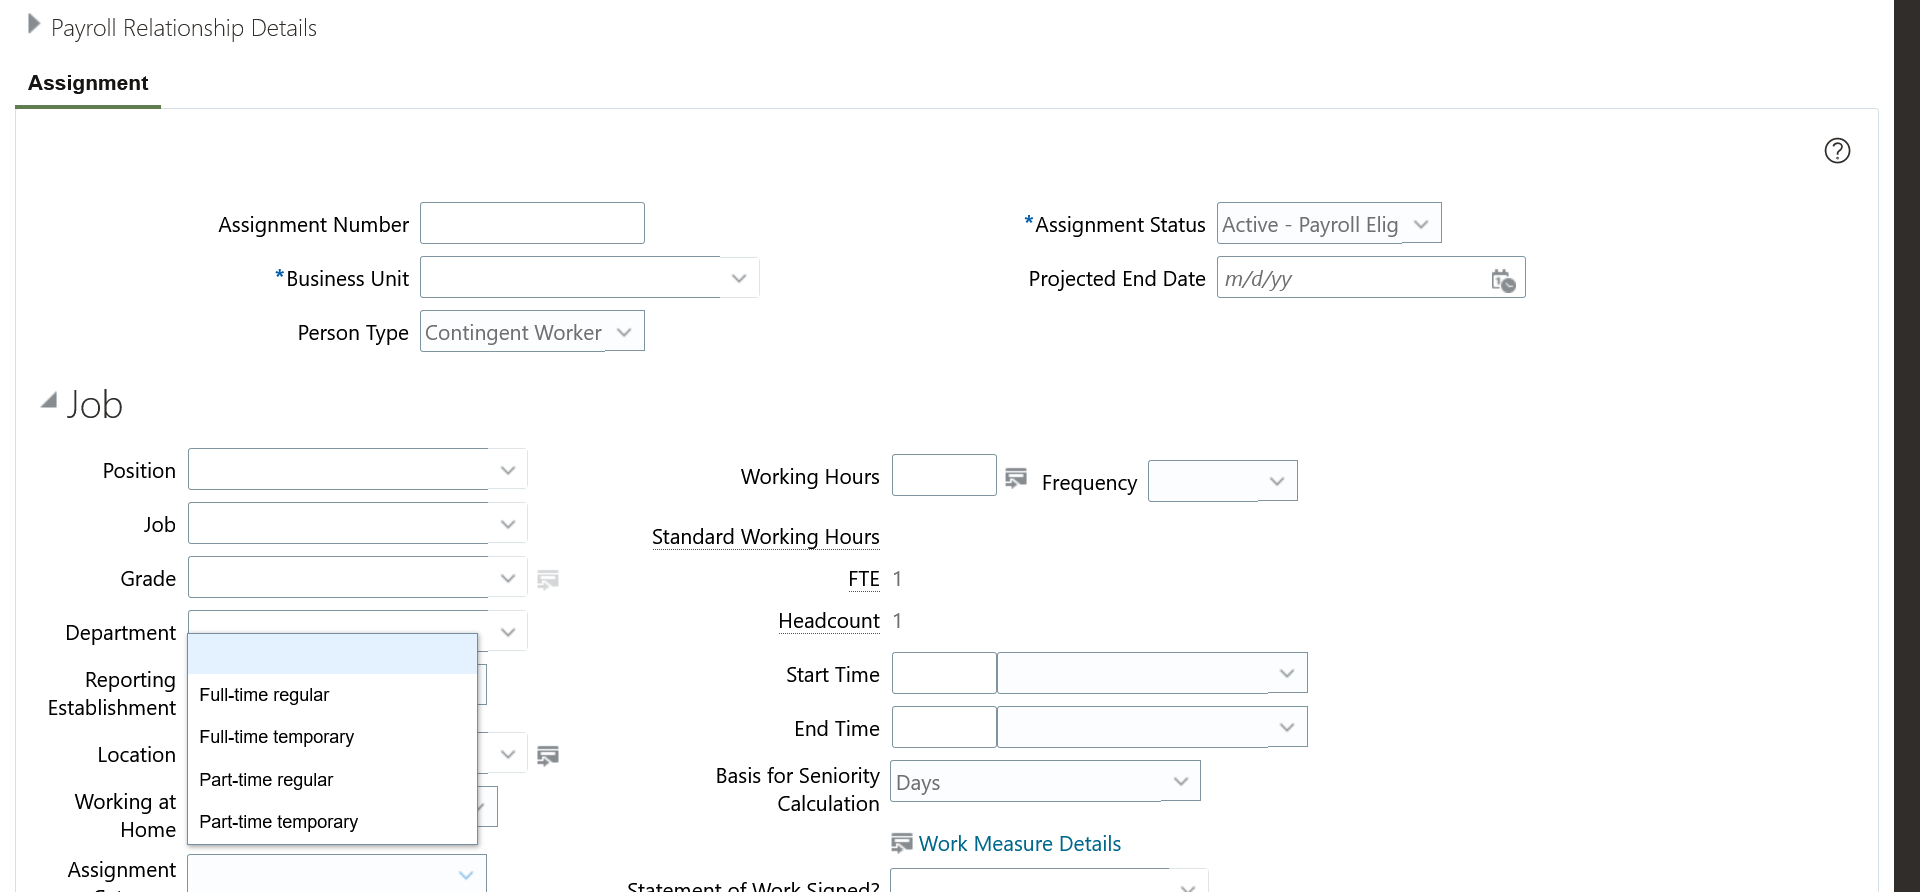 Payroll Relationship Details
Assignment
Assignment Number
*Assignment Status Active - Payroll Elig
*Business Unit
Projected End Date m/d/yy
Person Type Contingent Worker
Job
Position
Working Hours
Frequency
Job
Standard Working Hours
Grade
FTE 1
Headcount 1
Department
Reporting
Establishment
Full-time regular
Start Time
Full-time temporary
End Time
Location
Part-time regular
Basis for Seniority
Calculation
Days
Working at
Home
Part-time temporary
Work Measure Details
Assignment
Statement of Work Signed?